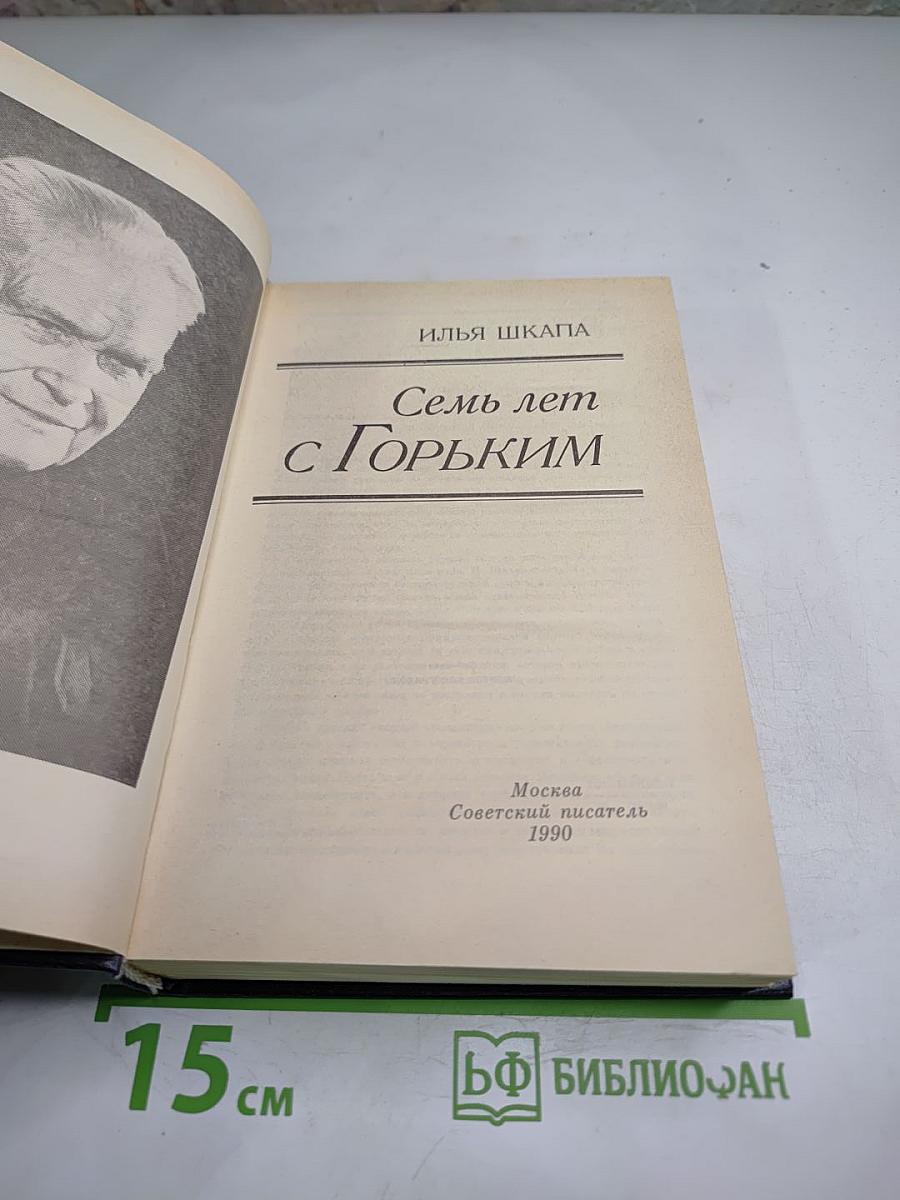 ИЛЬЯ ШКАПА
Семь лет
с ГОРЬКИМ
Москва
Советский писатель
1990
15 см
БФ БИБЛИОФАН